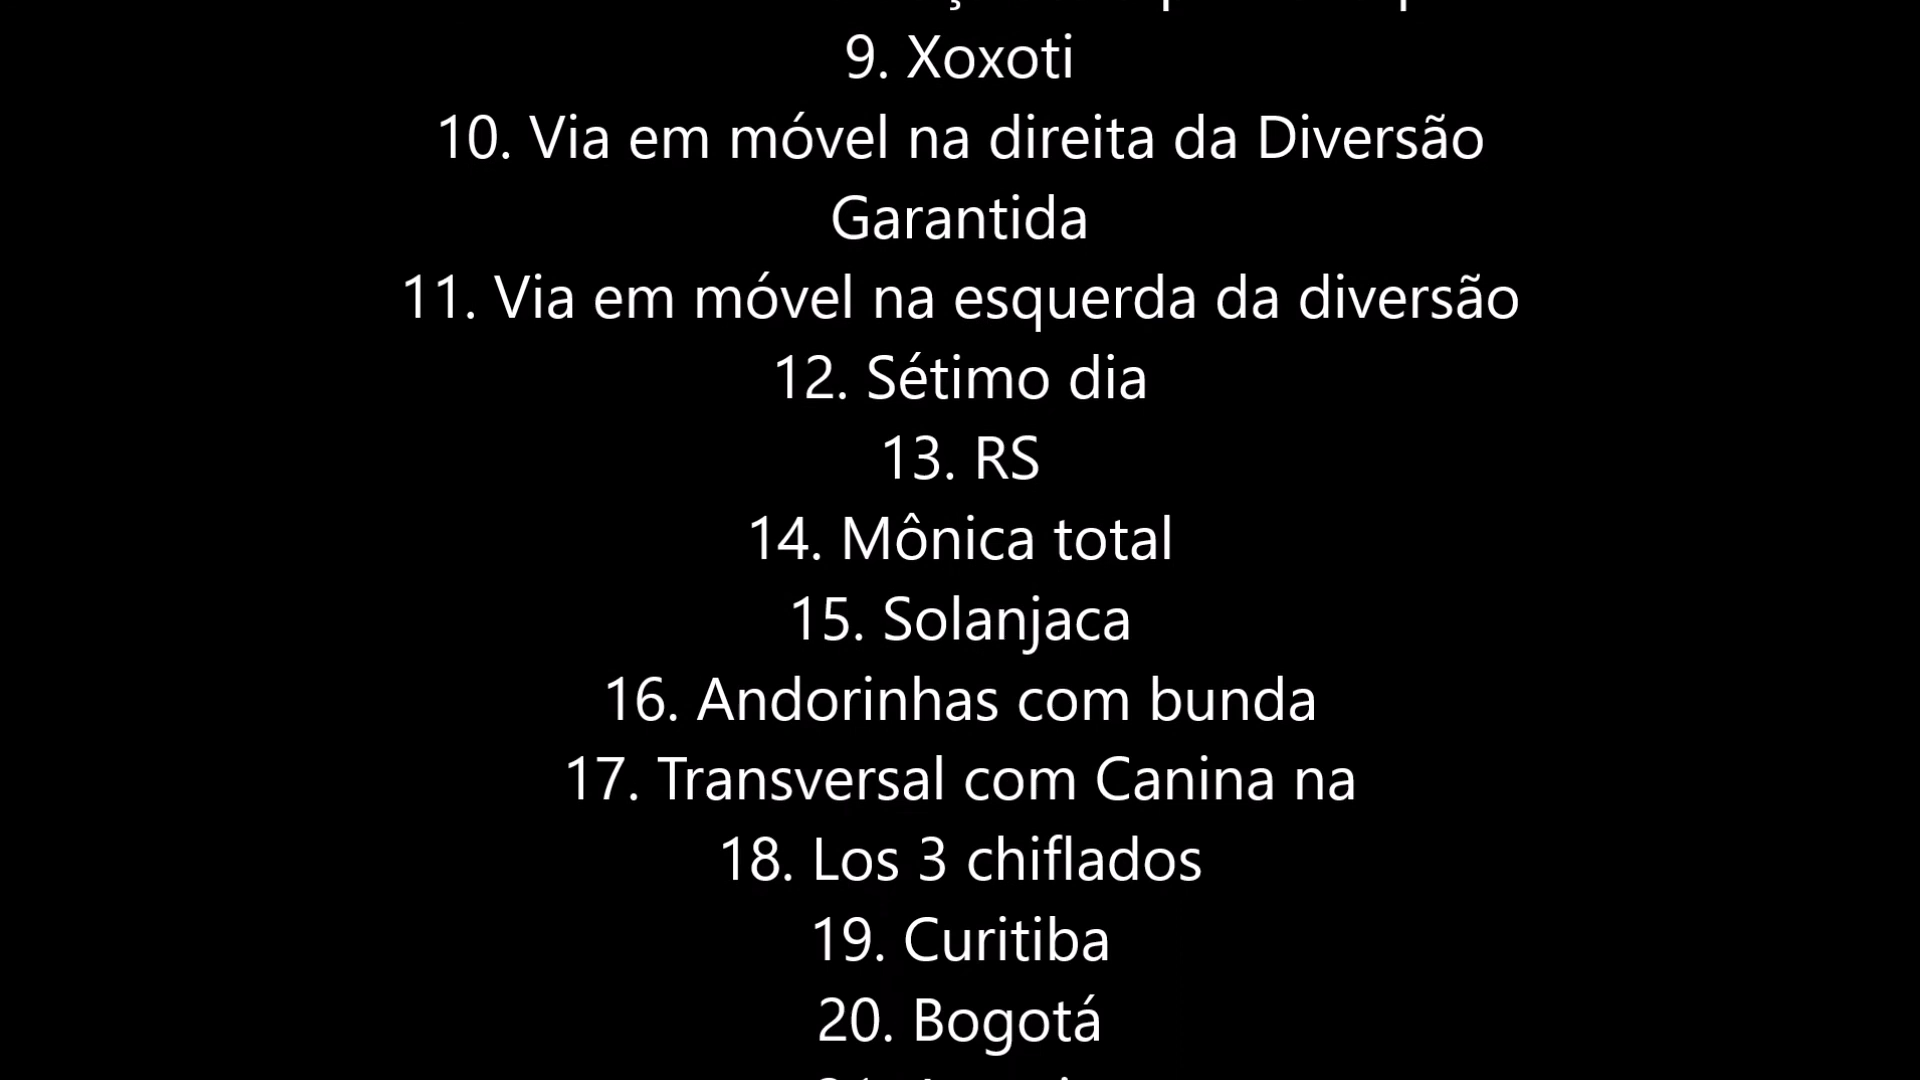 9. Xoxoti
10. Via em móvel na direita da Diversão
Garantida
11. Via em móvel na esquerda da diversão
12. Sétimo dia
13. RS
14. Mônica total
15. Solanjaca
16. Andorinhas com bunda
17. Transversal com Canina na
18. Los 3 chiflados
19. Curitiba
20. Bogotá